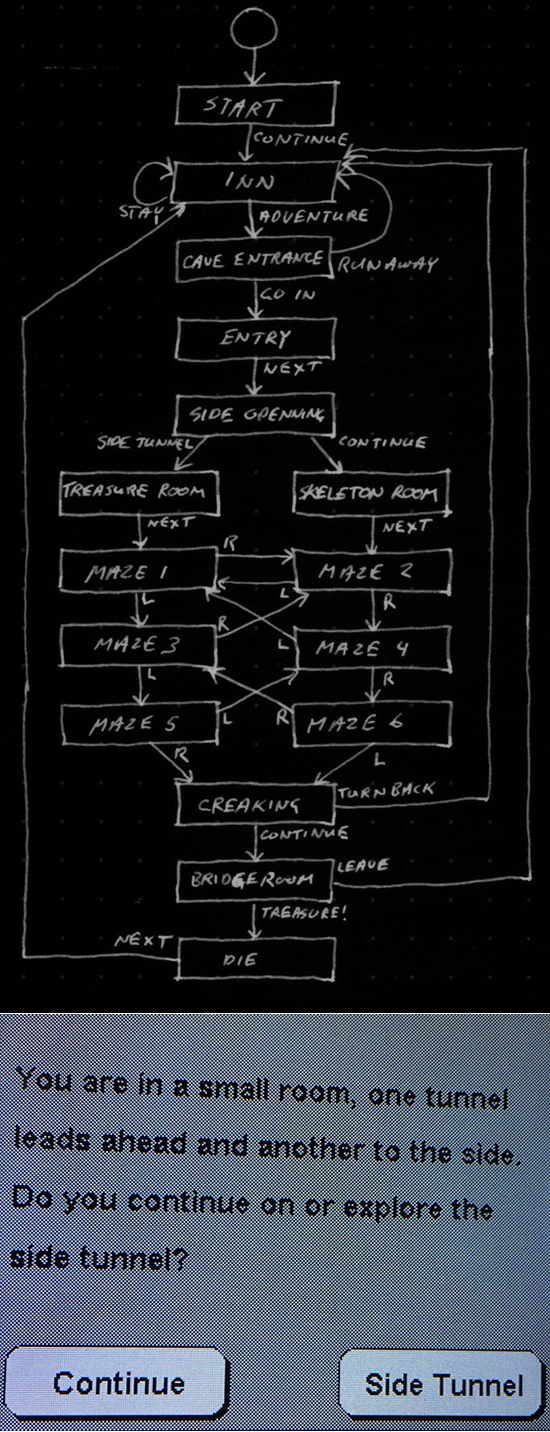 START
CONTINUE
INN
STAY
ADVENTURE
CAVE ENTRANCE
RUNAWAY
GO IN
ENTRY
NEXT
SIDE OPENNING
SIDE TUNNEL
CONTINUE
TREASURE ROOM
SKELETON ROOM
NEXT
NEXT
R
MAZE 1
MAZE 2
L
L
R
R
MAZE 3
L
MAZE 4
L
R
MAZE 5
L
R
MAZE 6
R
L
CREAKING
TURN BACK
CONTINUE
BRIDGE ROOM
LEAVE
TREASURE!
NEXT
DIE
You are in a small room, one tunnel
leads ahead and another to the side.
Do you continue on or explore the
side tunnel?
Continue
Side Tunnel